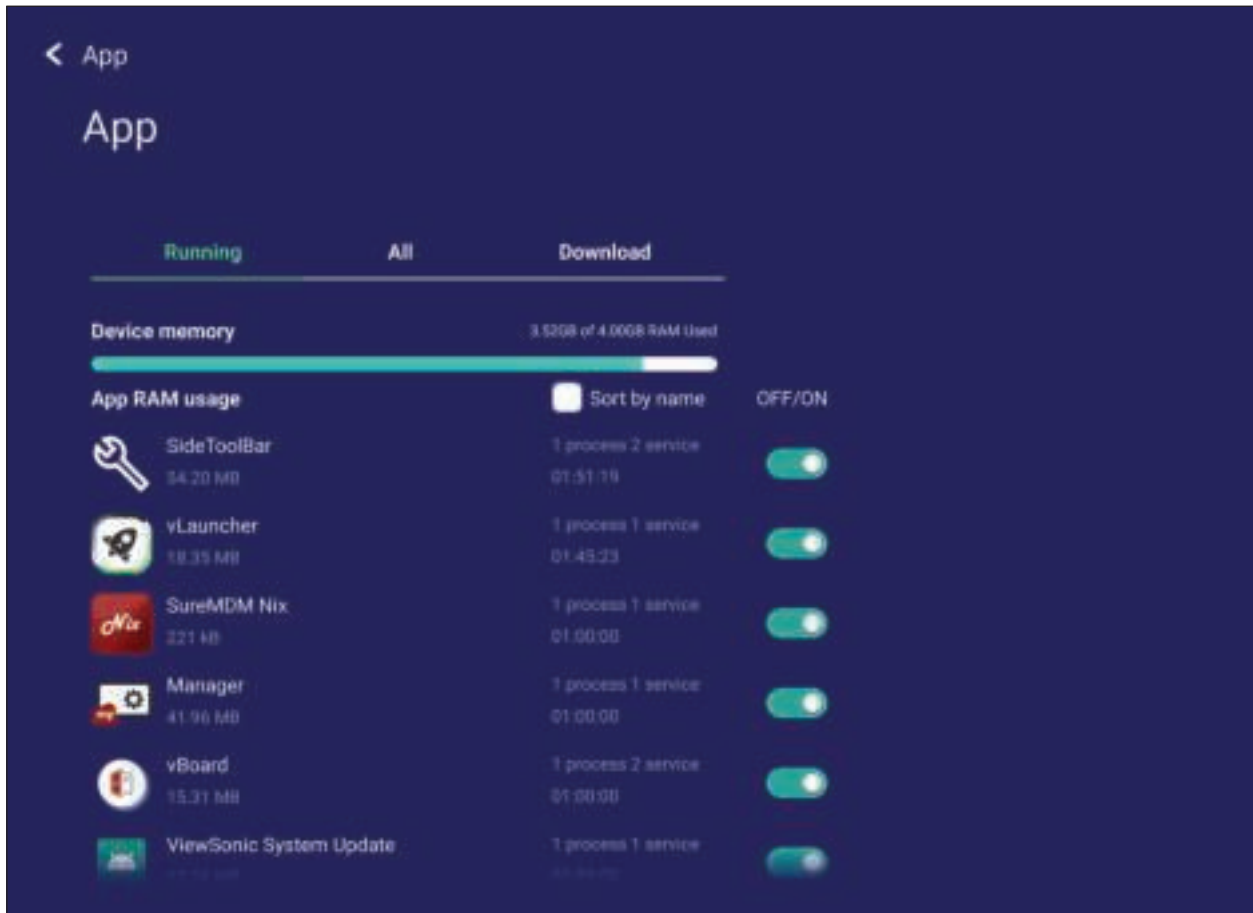 App
App
Running All Download
Device memory 3.52GB of 4.00GB RAM Used
App RAM usage Sort by name OFF/ON
SideToolBar 1 process 2 service
54.20 MB 01:51:19
vLauncher 1 process 1 service
18.35 MB 01:45:23
SureMDM Nix 1 process 1 service
Nix
221 kB 01:00:00
Manager 1 process 1 service
41.96 MB 01:00:00
vBoard 1 process 2 service
15.31 MB 01:00:00
ViewSonic System Update 1 process 1 service